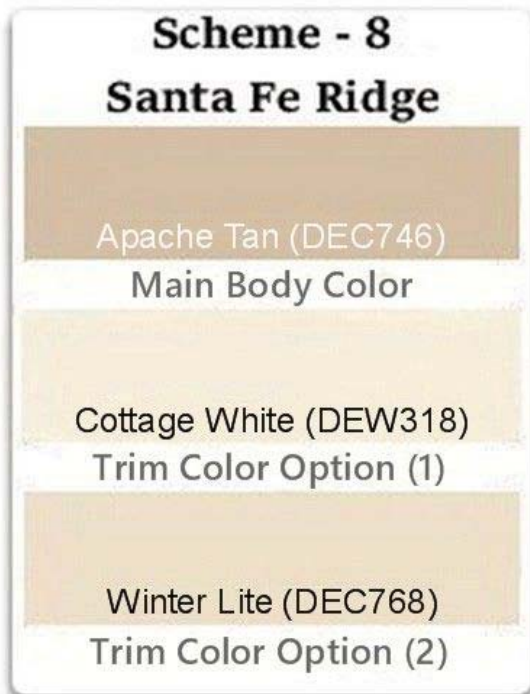 Scheme - 8
Santa Fe Ridge
Apache Tan (DEC746)
Main Body Color
Cottage White (DEW318)
Trim Color Option (1)
Winter Lite (DEC768)
Trim Color Option (2)